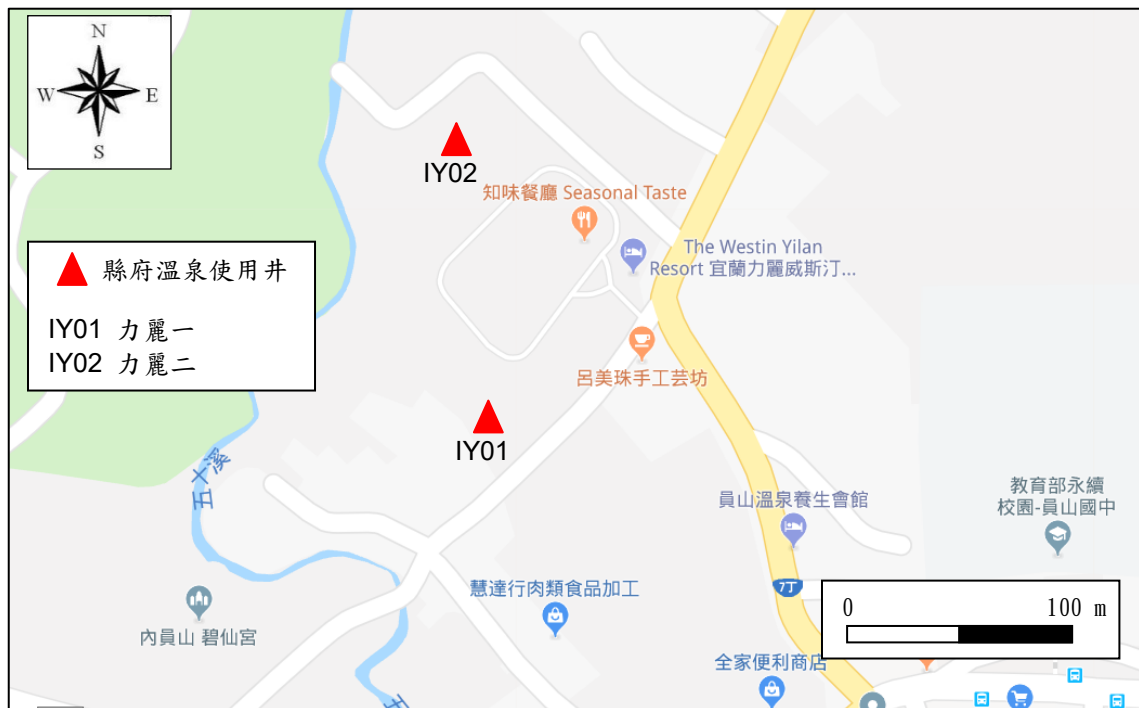 N
W
E
S
IY02
知味餐廳 Seasonal Taste
The Westin Yilan
Resort 宜蘭力麗威斯汀...
縣府溫泉使用井
IY01 力麗一
IY02 力麗二
呂美珠手工芸坊
IY01
五十溪
員山溫泉養生會館
教育部永續
校園-員山國中
慧達行肉類食品加工
內員山 碧仙宮
0 100 m
全家便利商店
五